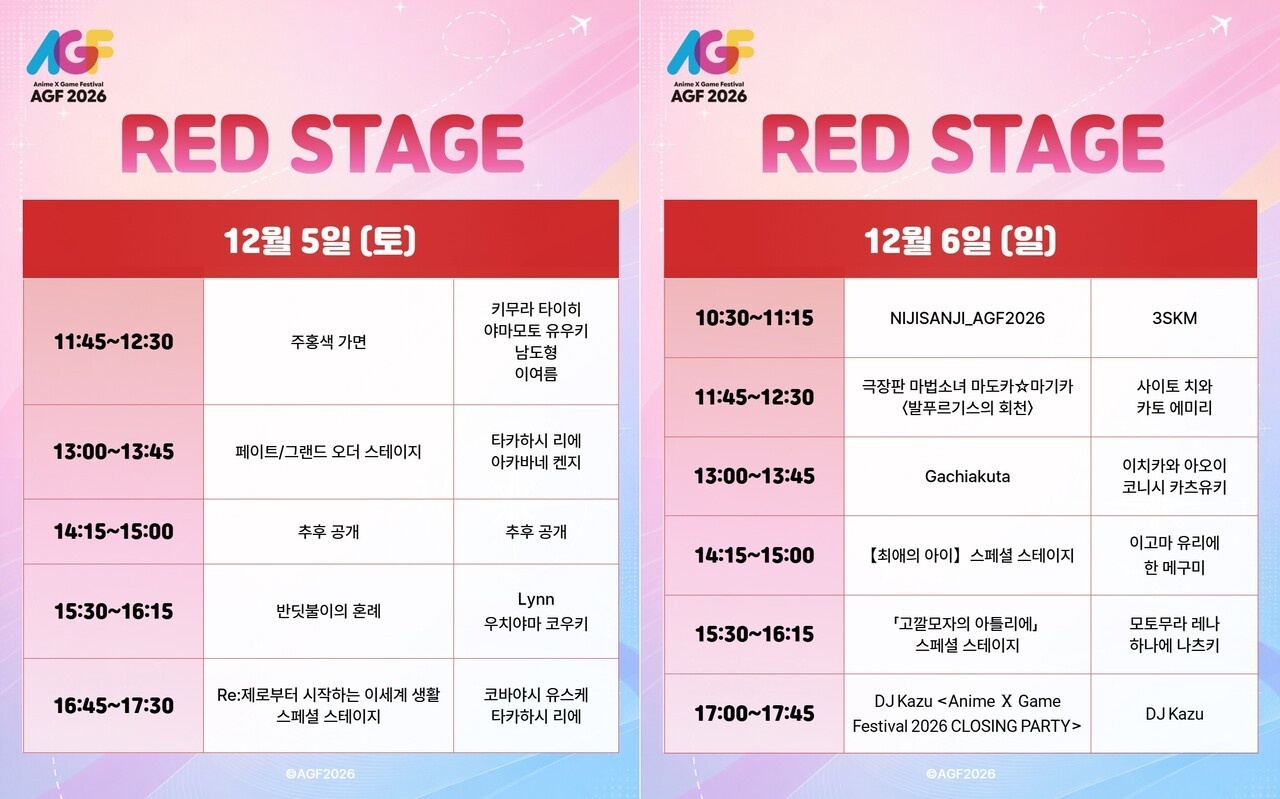 AGF
Anime X Game Festival
AGF 2026
RED STAGE
12월 5일 (토)
11:45~12:30
주홍색 가면
키무라 타이히
야마모토 유우키
남도형
이여름
13:00~13:45
페이트/그랜드 오더 스테이지
타카하시 리에
아카바네 켄지
14:15~15:00
추후 공개
추후 공개
15:30~16:15
반딧불이의 혼례
Lynn
우치야마 코우키
16:45~17:30
Re:제로부터 시작하는 이세계 생활
스페셜 스테이지
코바야시 유스케
타카하시 리에
©AGF2026
AGF
Anime X Game Festival
AGF 2026
RED STAGE
12월 6일 (일)
10:30~11:15
NIJISANJI_AGF2026
3SKM
11:45~12:30
극장판 마법소녀 마도카☆마기카
〈발푸르기스의 회천〉
사이토 치와
카토 에미리
13:00~13:45
Gachiakuta
이치카와 아오이
코니시 카츠유키
14:15~15:00
【최애의 아이】 스페셜 스테이지
이고마 유리에
한 메구미
15:30~16:15
「고깔모자의 아틀리에」
스페셜 스테이지
모토무라 레나
하나에 나츠키
17:00~17:45
DJ Kazu <Anime X Game
Festival 2026 CLOSING PARTY>
DJ Kazu
©AGF2026